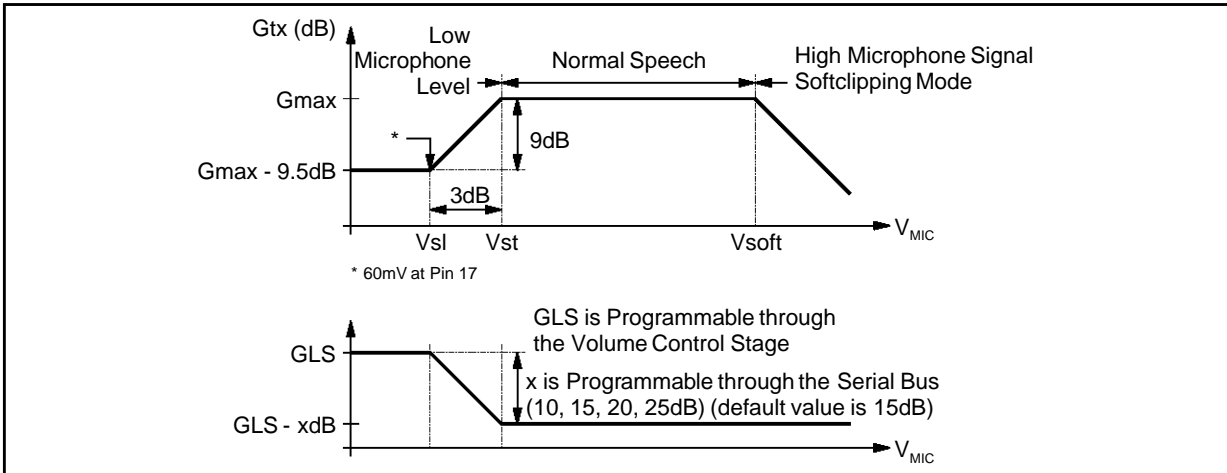 Gtx (dB)
Low
Microphone
Level
Normal Speech
High Microphone Signal
Softclipping Mode
Gmax
*
9dB
Gmax - 9.5dB
3dB
Vsl
Vst
Vsoft
VMIC
* 60mV at Pin 17
GLS is Programmable through
the Volume Control Stage
GLS
x is Programmable through the Serial Bus
(10, 15, 20, 25dB) (default value is 15dB)
GLS - xdB
VMIC